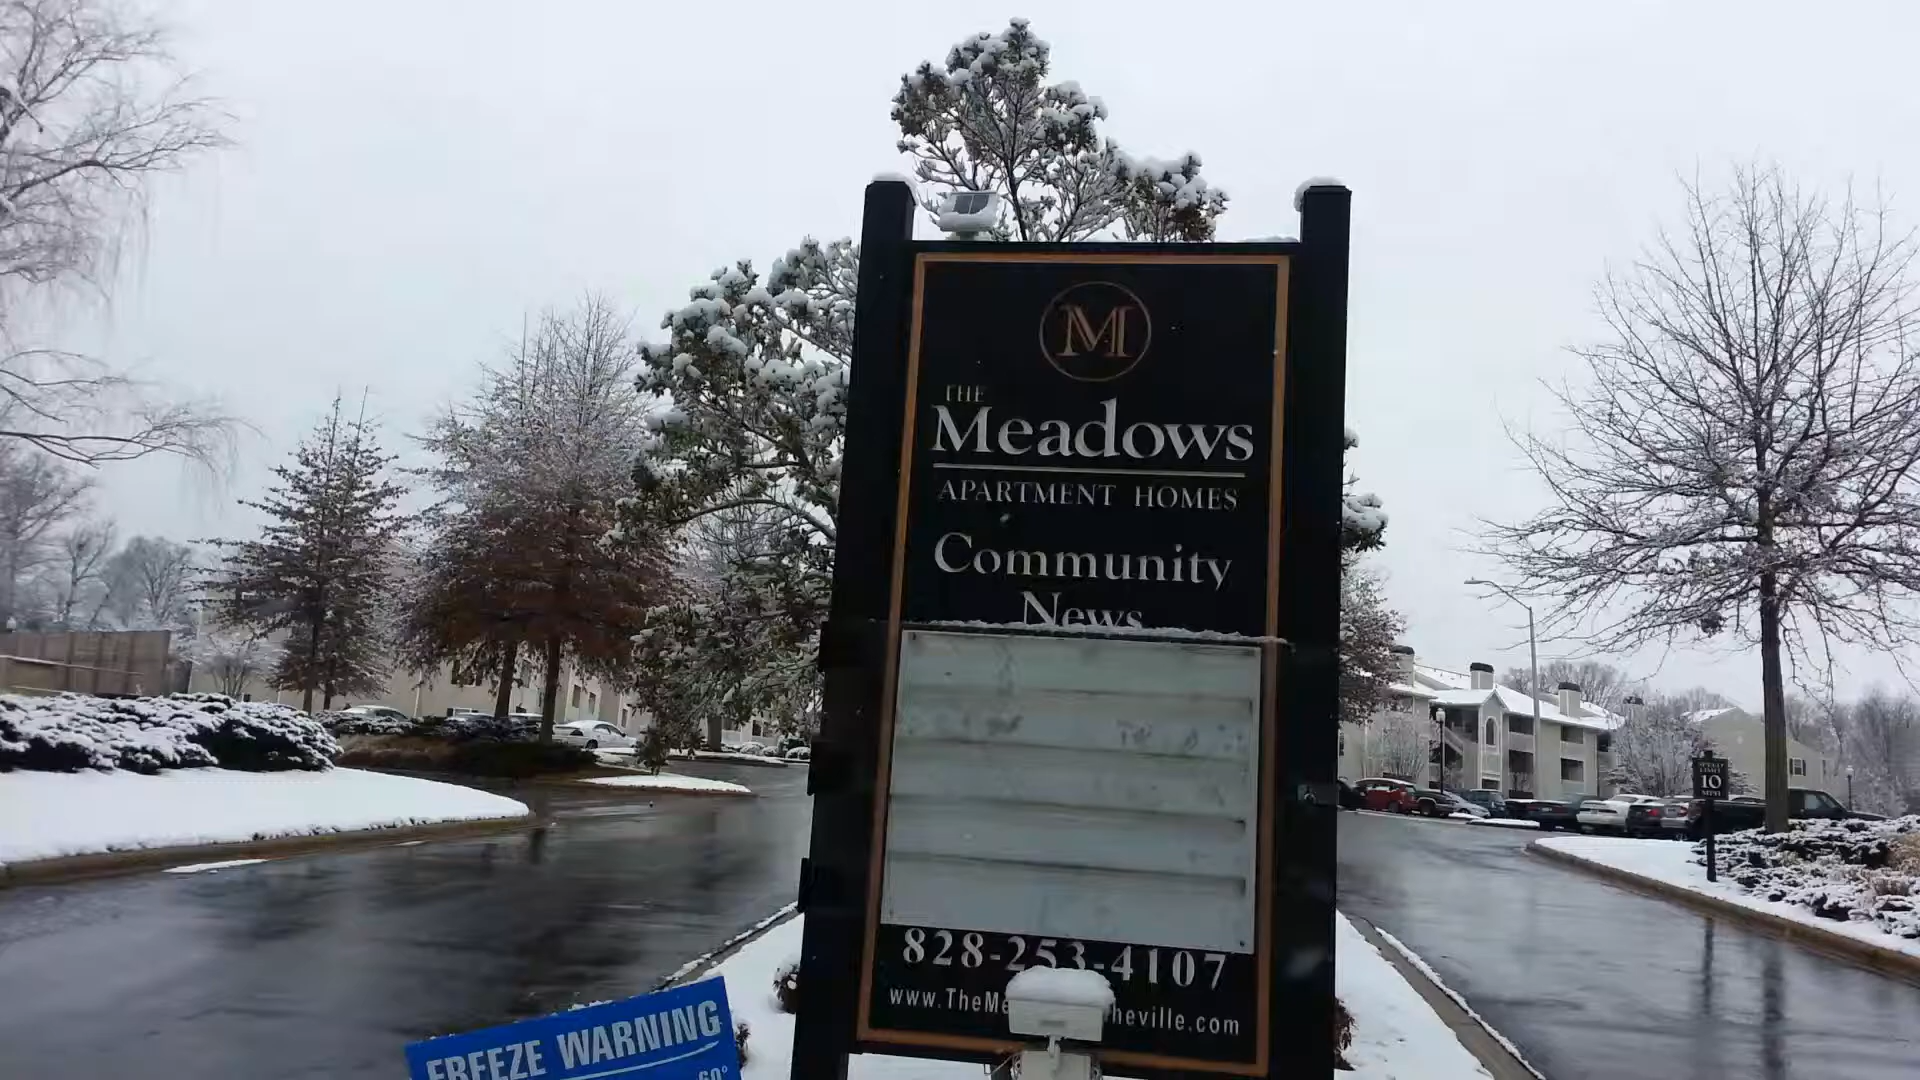 M
THE
Meadows
APARTMENT HOMES
Community
News
828-253-4107
www.TheMe heville.com
FREEZE WARNING
60°
SPEED
LIMIT
10
MPH